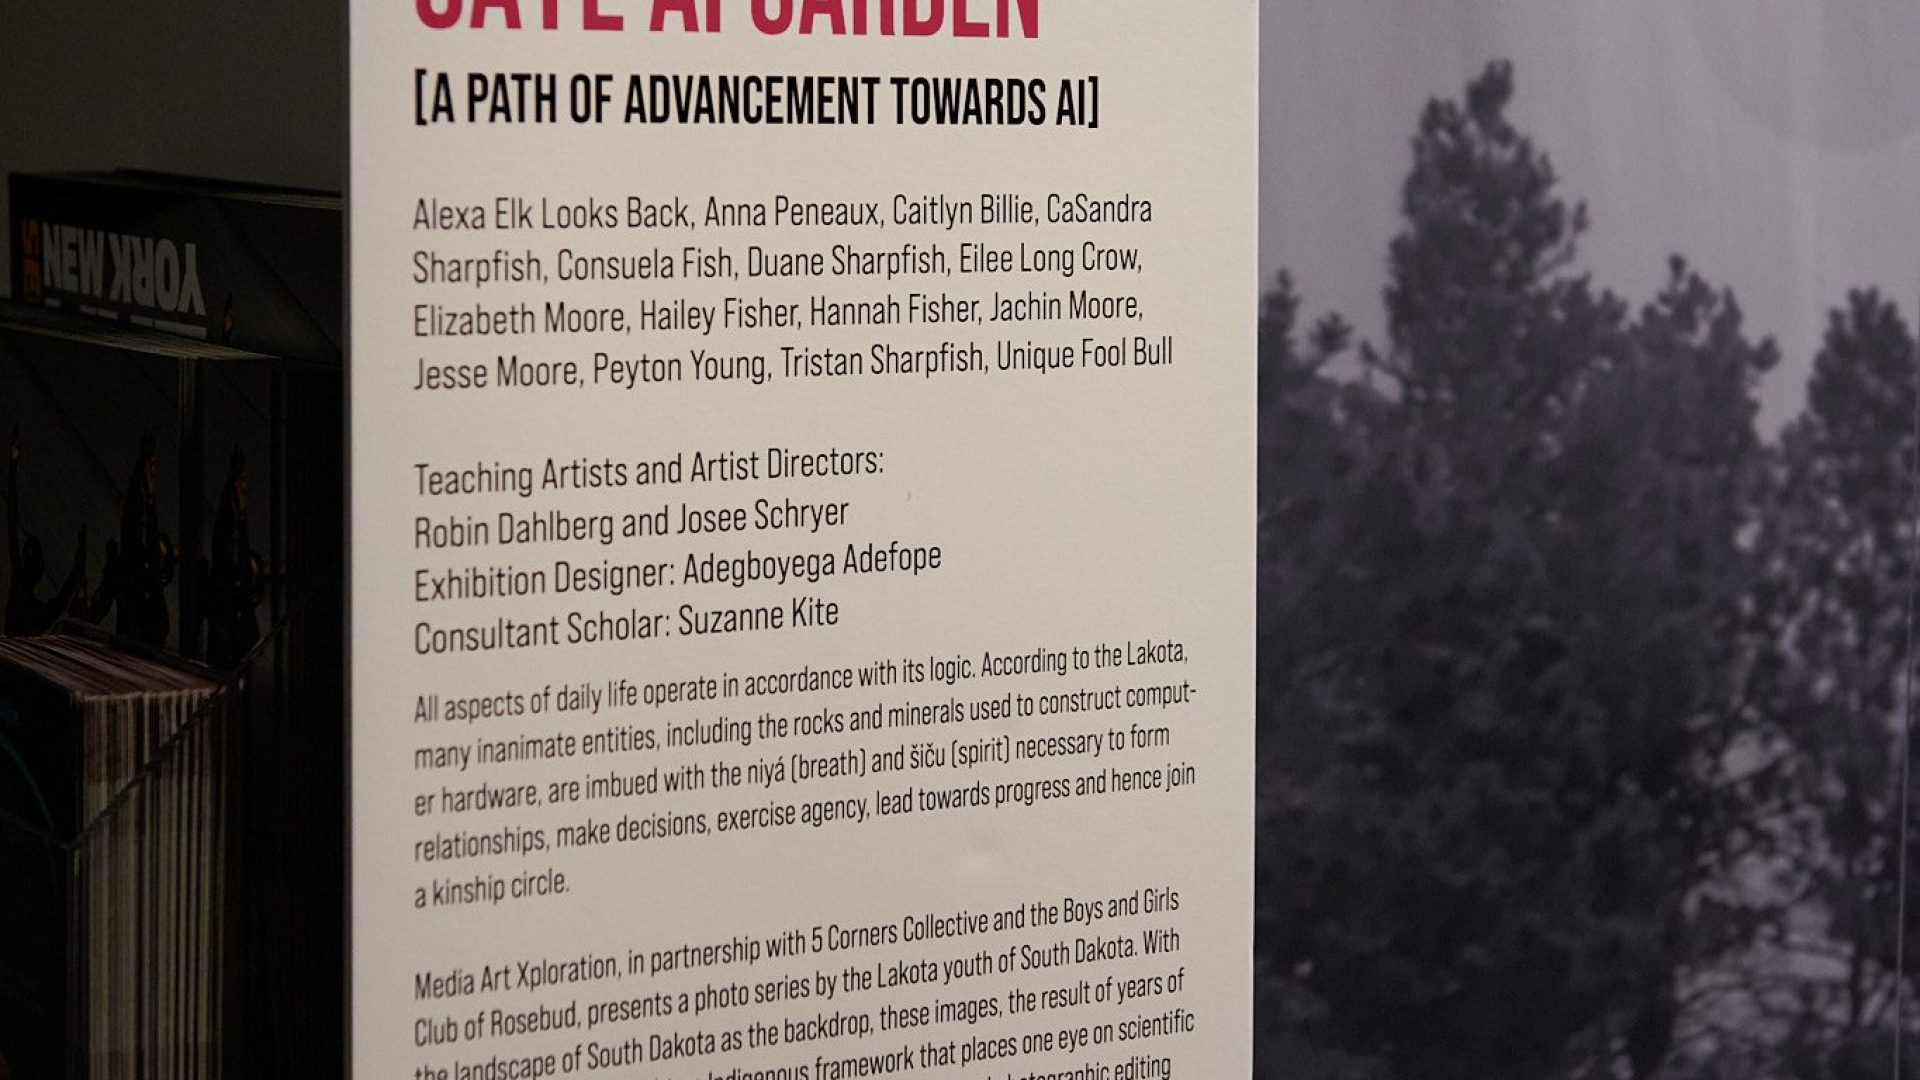 AI GARDEN
[A PATH OF ADVANCEMENT TOWARDS AI]
Alexa Elk Looks Back, Anna Peneaux, Caitlyn Billie, CaSandra
Sharpfish, Consuela Fish, Duane Sharpfish, Eilee Long Crow,
Elizabeth Moore, Hailey Fisher, Hannah Fisher, Jachin Moore,
Jesse Moore, Peyton Young, Tristan Sharpfish, Unique Fool Bull
Teaching Artists and Artist Directors:
Robin Dahlberg and Josee Schryer
Exhibition Designer: Adegboyega Adefope
Consultant Scholar: Suzanne Kite
All aspects of daily life operate in accordance with its logic. According to the Lakota,
many inanimate entities, including the rocks and minerals used to construct comput-
er hardware, are imbued with the niyá (breath) and šiču (spirit) necessary to form
relationships, make decisions, exercise agency, lead towards progress and hence join
a kinship circle.
Media Art Xploration, in partnership with 5 Corners Collective and the Boys and Girls
Club of Rosebud, presents a photo series by the Lakota youth of South Dakota. With
the landscape of South Dakota as the backdrop, these images, the result of years of
Indigenous framework that places one eye on scientific
photographic editing
NEW YORK